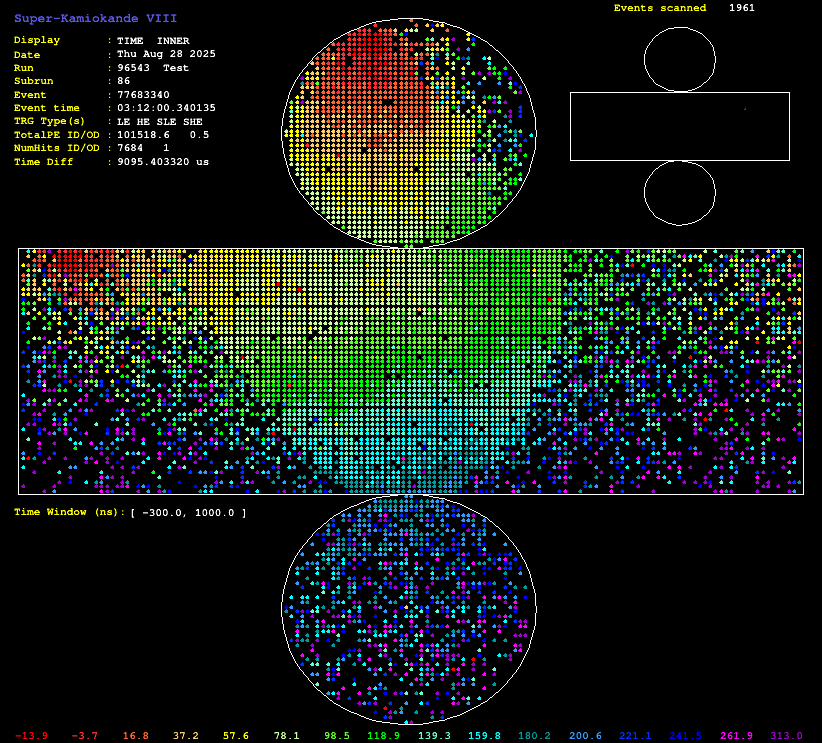 Super-Kamiokande VIII
Events scanned 1961
Display : TIME INNER
Date : Thu Aug 28 2025
Run : 96543 Test
Subrun : 86
Event : 77683340
Event time : 03:12:00.340135
TRG Type(s) : LE HE SLE SHE
TotalPE ID/OD : 101518.6 0.5
NumHits ID/OD : 7684 1
Time Diff : 9095.403320 us
Time Window (ns): [ -300.0, 1000.0 ]
-13.9 -3.7 16.8 37.2 57.6 78.1 98.5 118.9 139.3 159.8 180.2 200.6 221.1 241.5 261.9 313.0